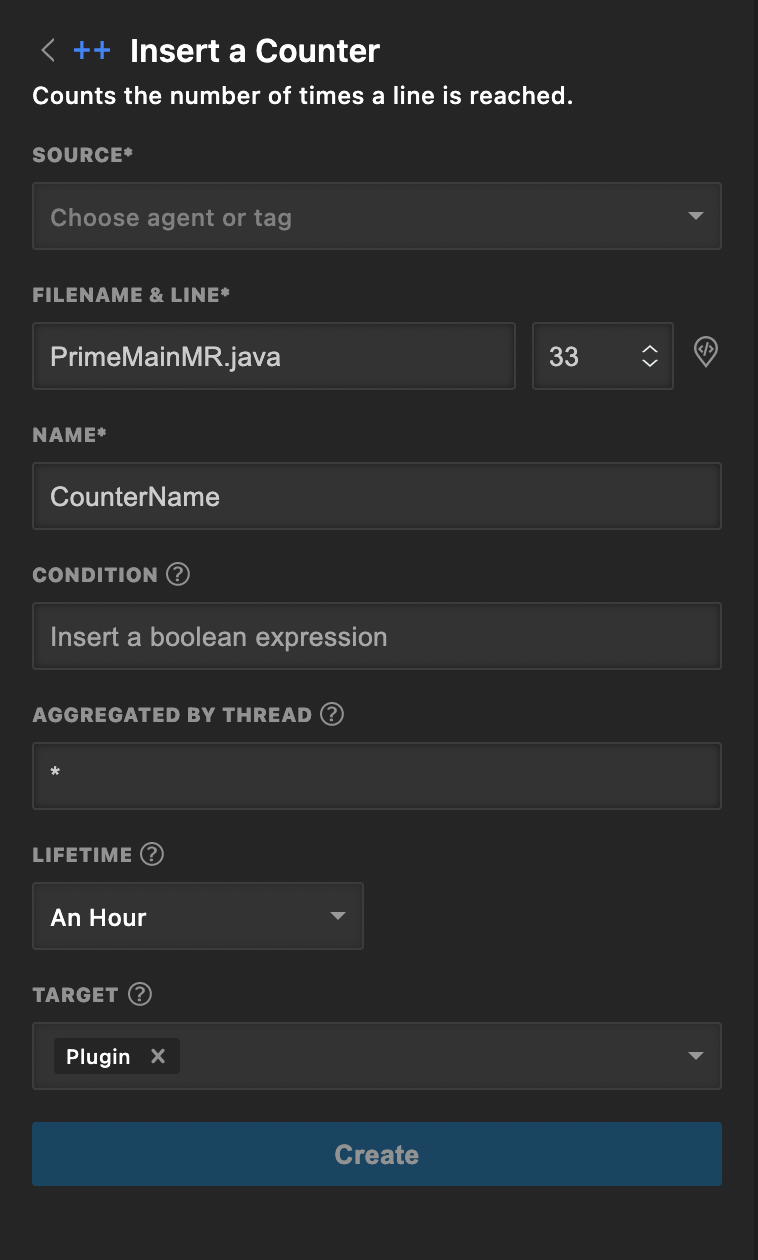 ++ Insert a Counter
Counts the number of times a line is reached.
SOURCE*
Choose agent or tag
FILENAME & LINE*
PrimeMainMR.java 33
NAME*
CounterName
CONDITION ?
Insert a boolean expression
AGGREGATED BY THREAD ?
*
LIFETIME ?
An Hour
TARGET ?
Plugin ×
Create